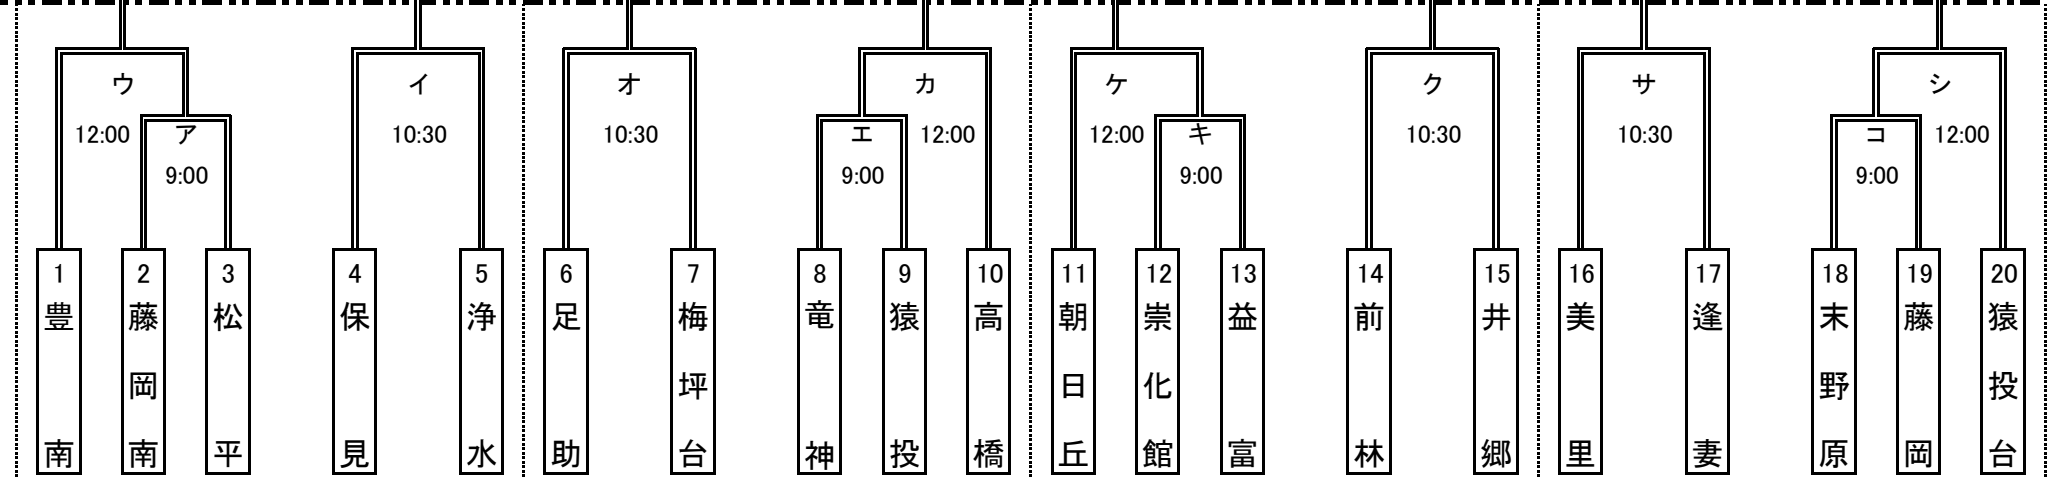 ウ イ オ カ ケ ク サ シ
12:00 ア 10:30 10:30 エ 12:00 12:00 キ 10:30 10:30 コ 12:00
9:00 9:00 9:00 9:00
1 豊南
2 藤岡南
3 松平
4 保見
5 浄水
6 足助
7 梅坪台
8 竜神
9 猿投
10 高橋
11 朝日丘
12 崇化館
13 益富
14 前林
15 井郷
16 美里
17 逢妻
18 末野原
19 藤岡
20 猿投台